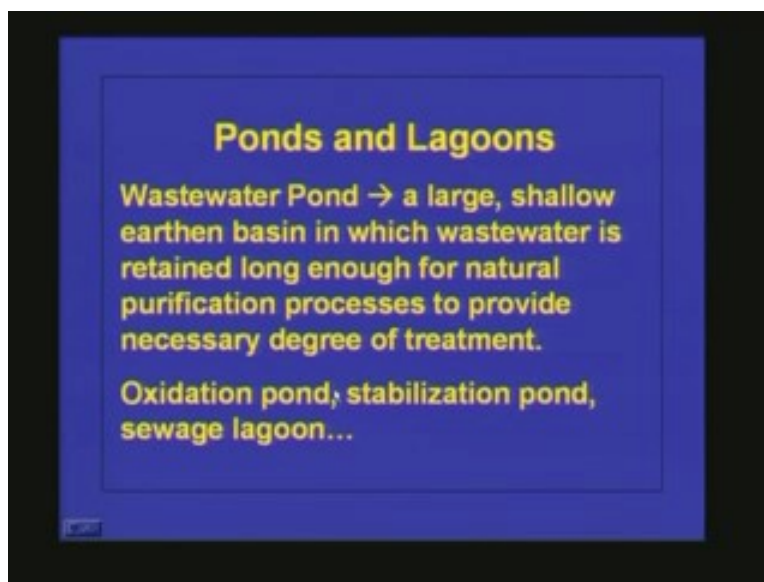 Ponds and Lagoons
Wastewater Pond → a large, shallow
earthen basin in which wastewater is
retained long enough for natural
purification processes to provide
necessary degree of treatment.
Oxidation pond, stabilization pond,
sewage lagoon...